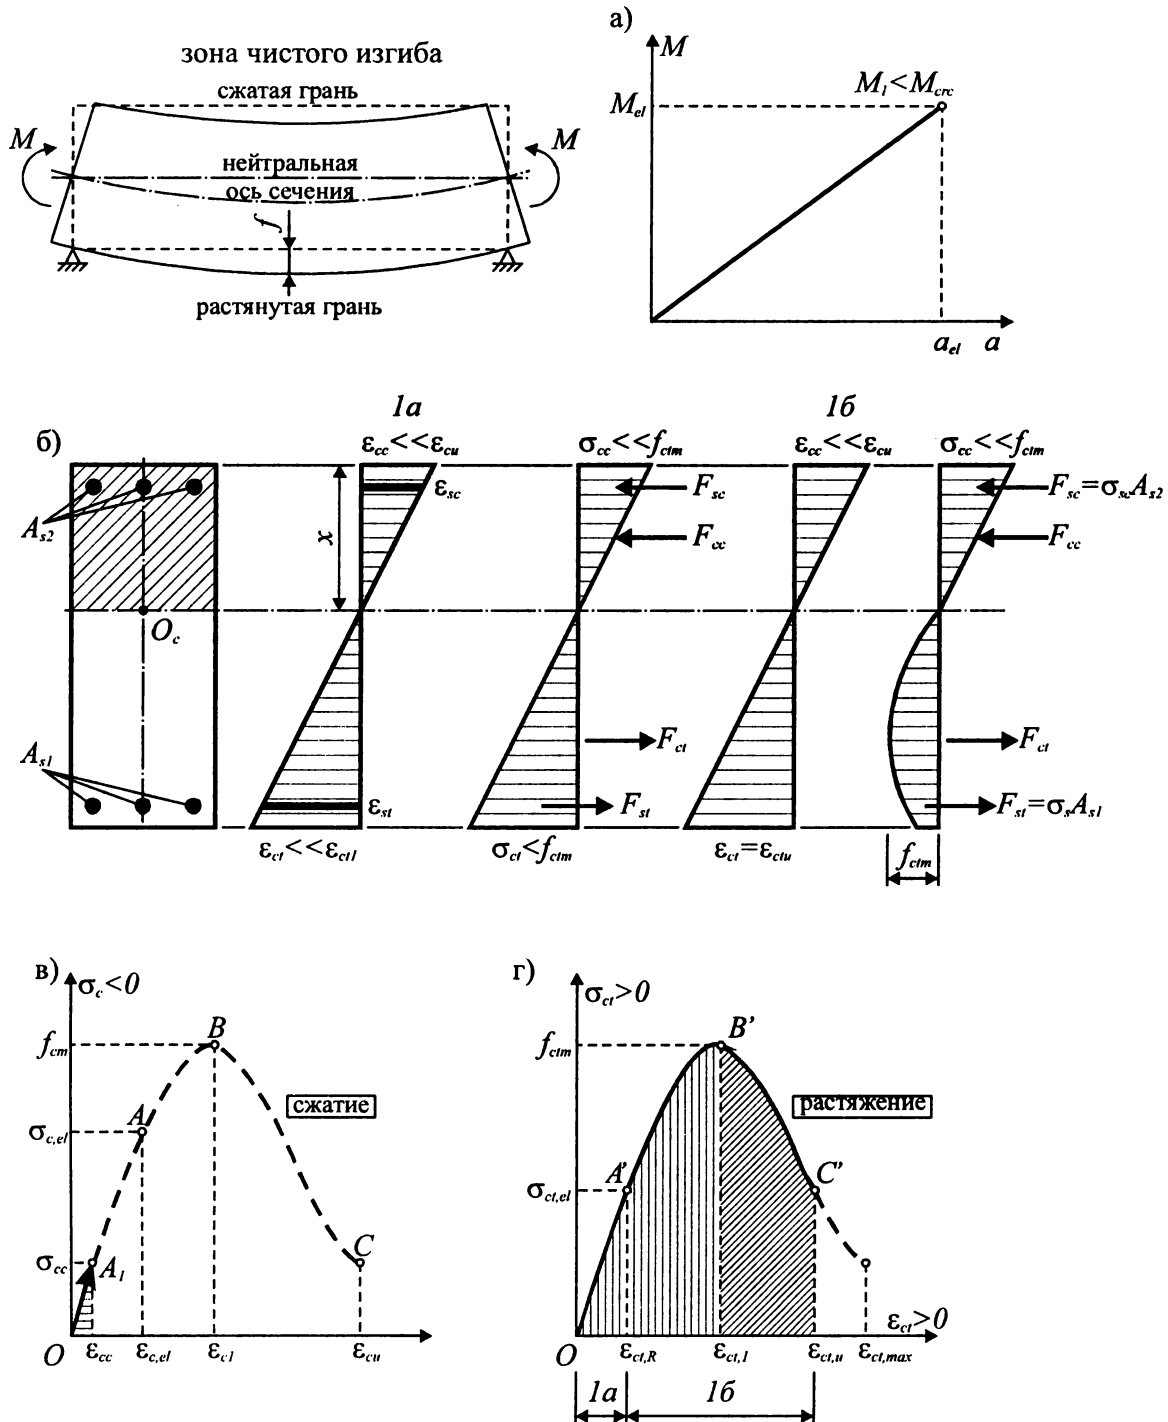 а)
зона чистого изгиба
сжатая грань
M
M
нейтральная
ось сечения
f
растянутая грань
M
M_l<M_crc
M_el
a_el
a
б)
1а
1б
ε_cc<<ε_cu
σ_cc<<f_ctm
ε_cc<<ε_cu
σ_cc<<f_ctm
A_s2
x
ε_sc
F_sc
F_sc=σ_sc A_s2
F_cc
F_cc
O_c
A_s1
F_ct
F_ct
ε_st
F_st
F_st=σ_s A_s1
ε_ct<<ε_ct1
σ_ct<f_ctm
ε_ct=ε_ctu
f_ctm
в)
σ_c<0
B
f_cm
сжатие
A
σ_c,el
σ_cc
A_1
C
O
ε_cc
ε_c,el
ε_c1
ε_cu
г)
σ_ct>0
B'
f_ctm
растяжение
A'
C'
σ_ct,el
ε_ct>0
O
ε_ct,R
ε_ct,1
ε_ct,u
ε_ct,max
1а
1б